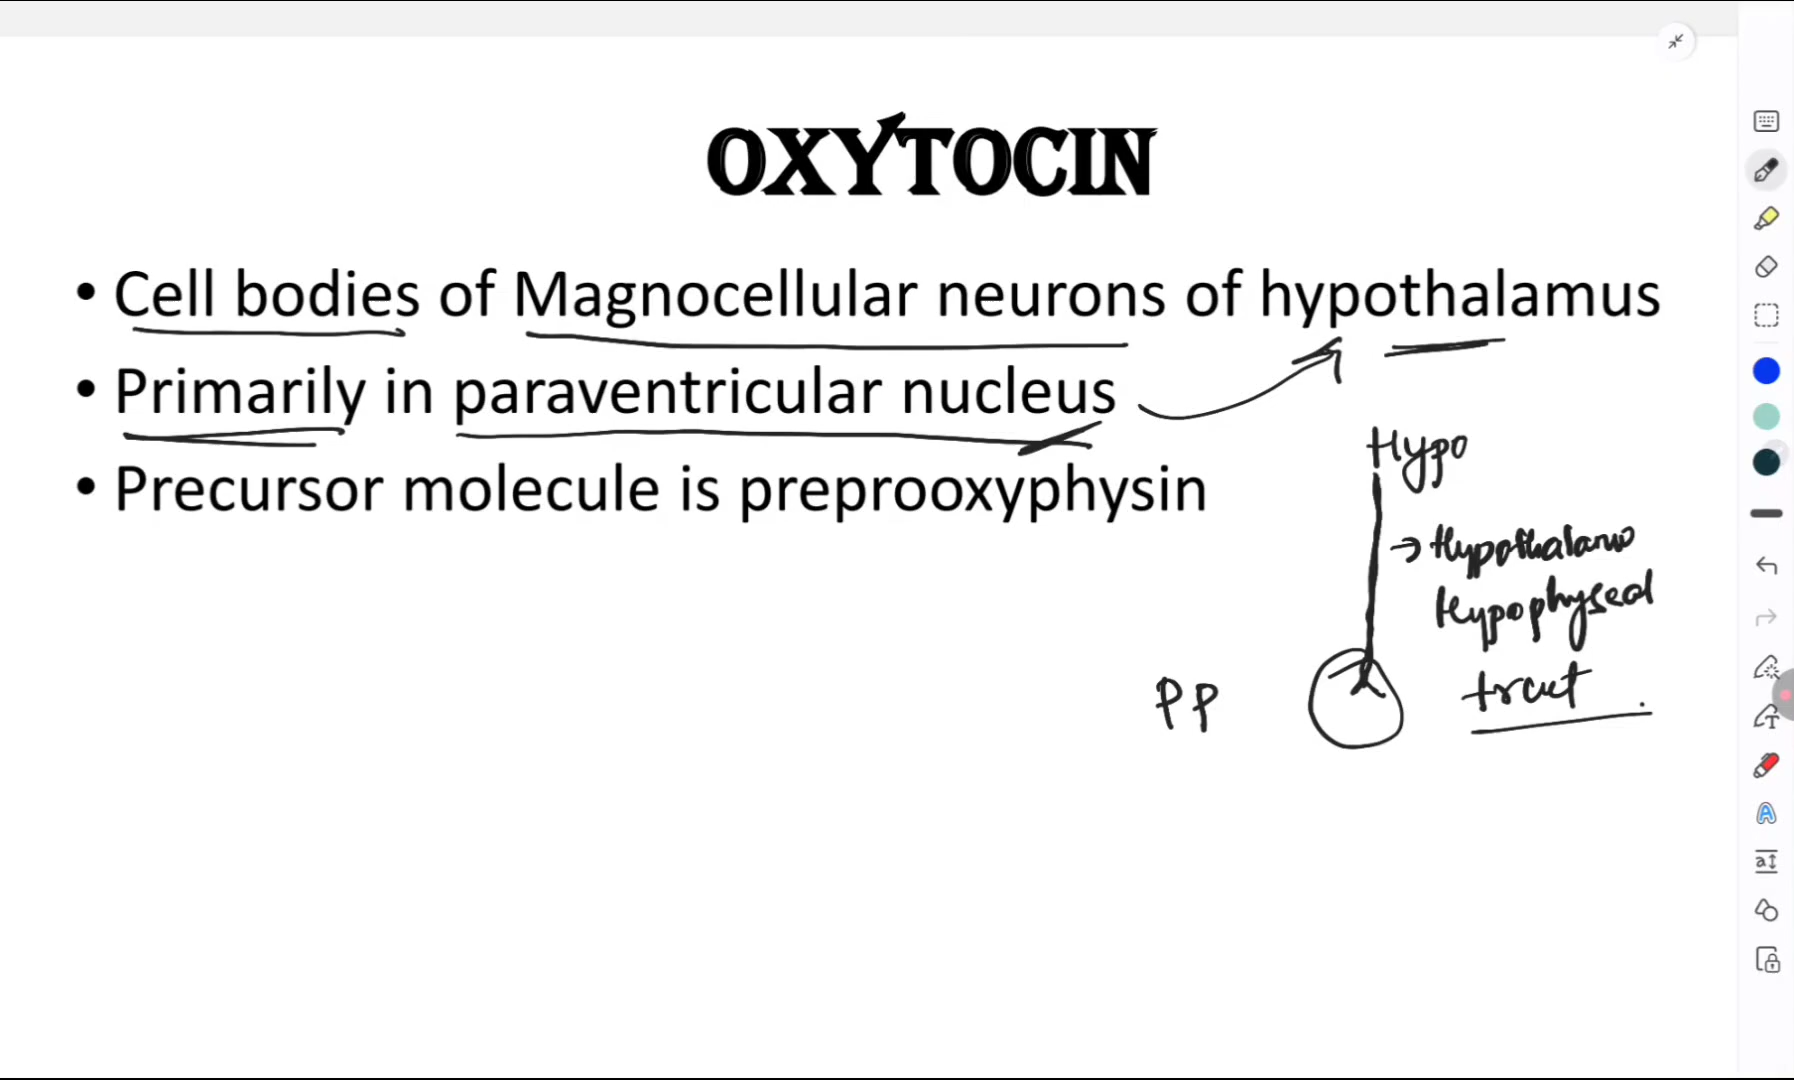 OXYTOCIN
• Cell bodies of Magnocellular neurons of hypothalamus
• Primarily in paraventricular nucleus
• Precursor molecule is preprooxyphysin
Hypo
→ Hypothalamo
Hypophyseal
tract
PP